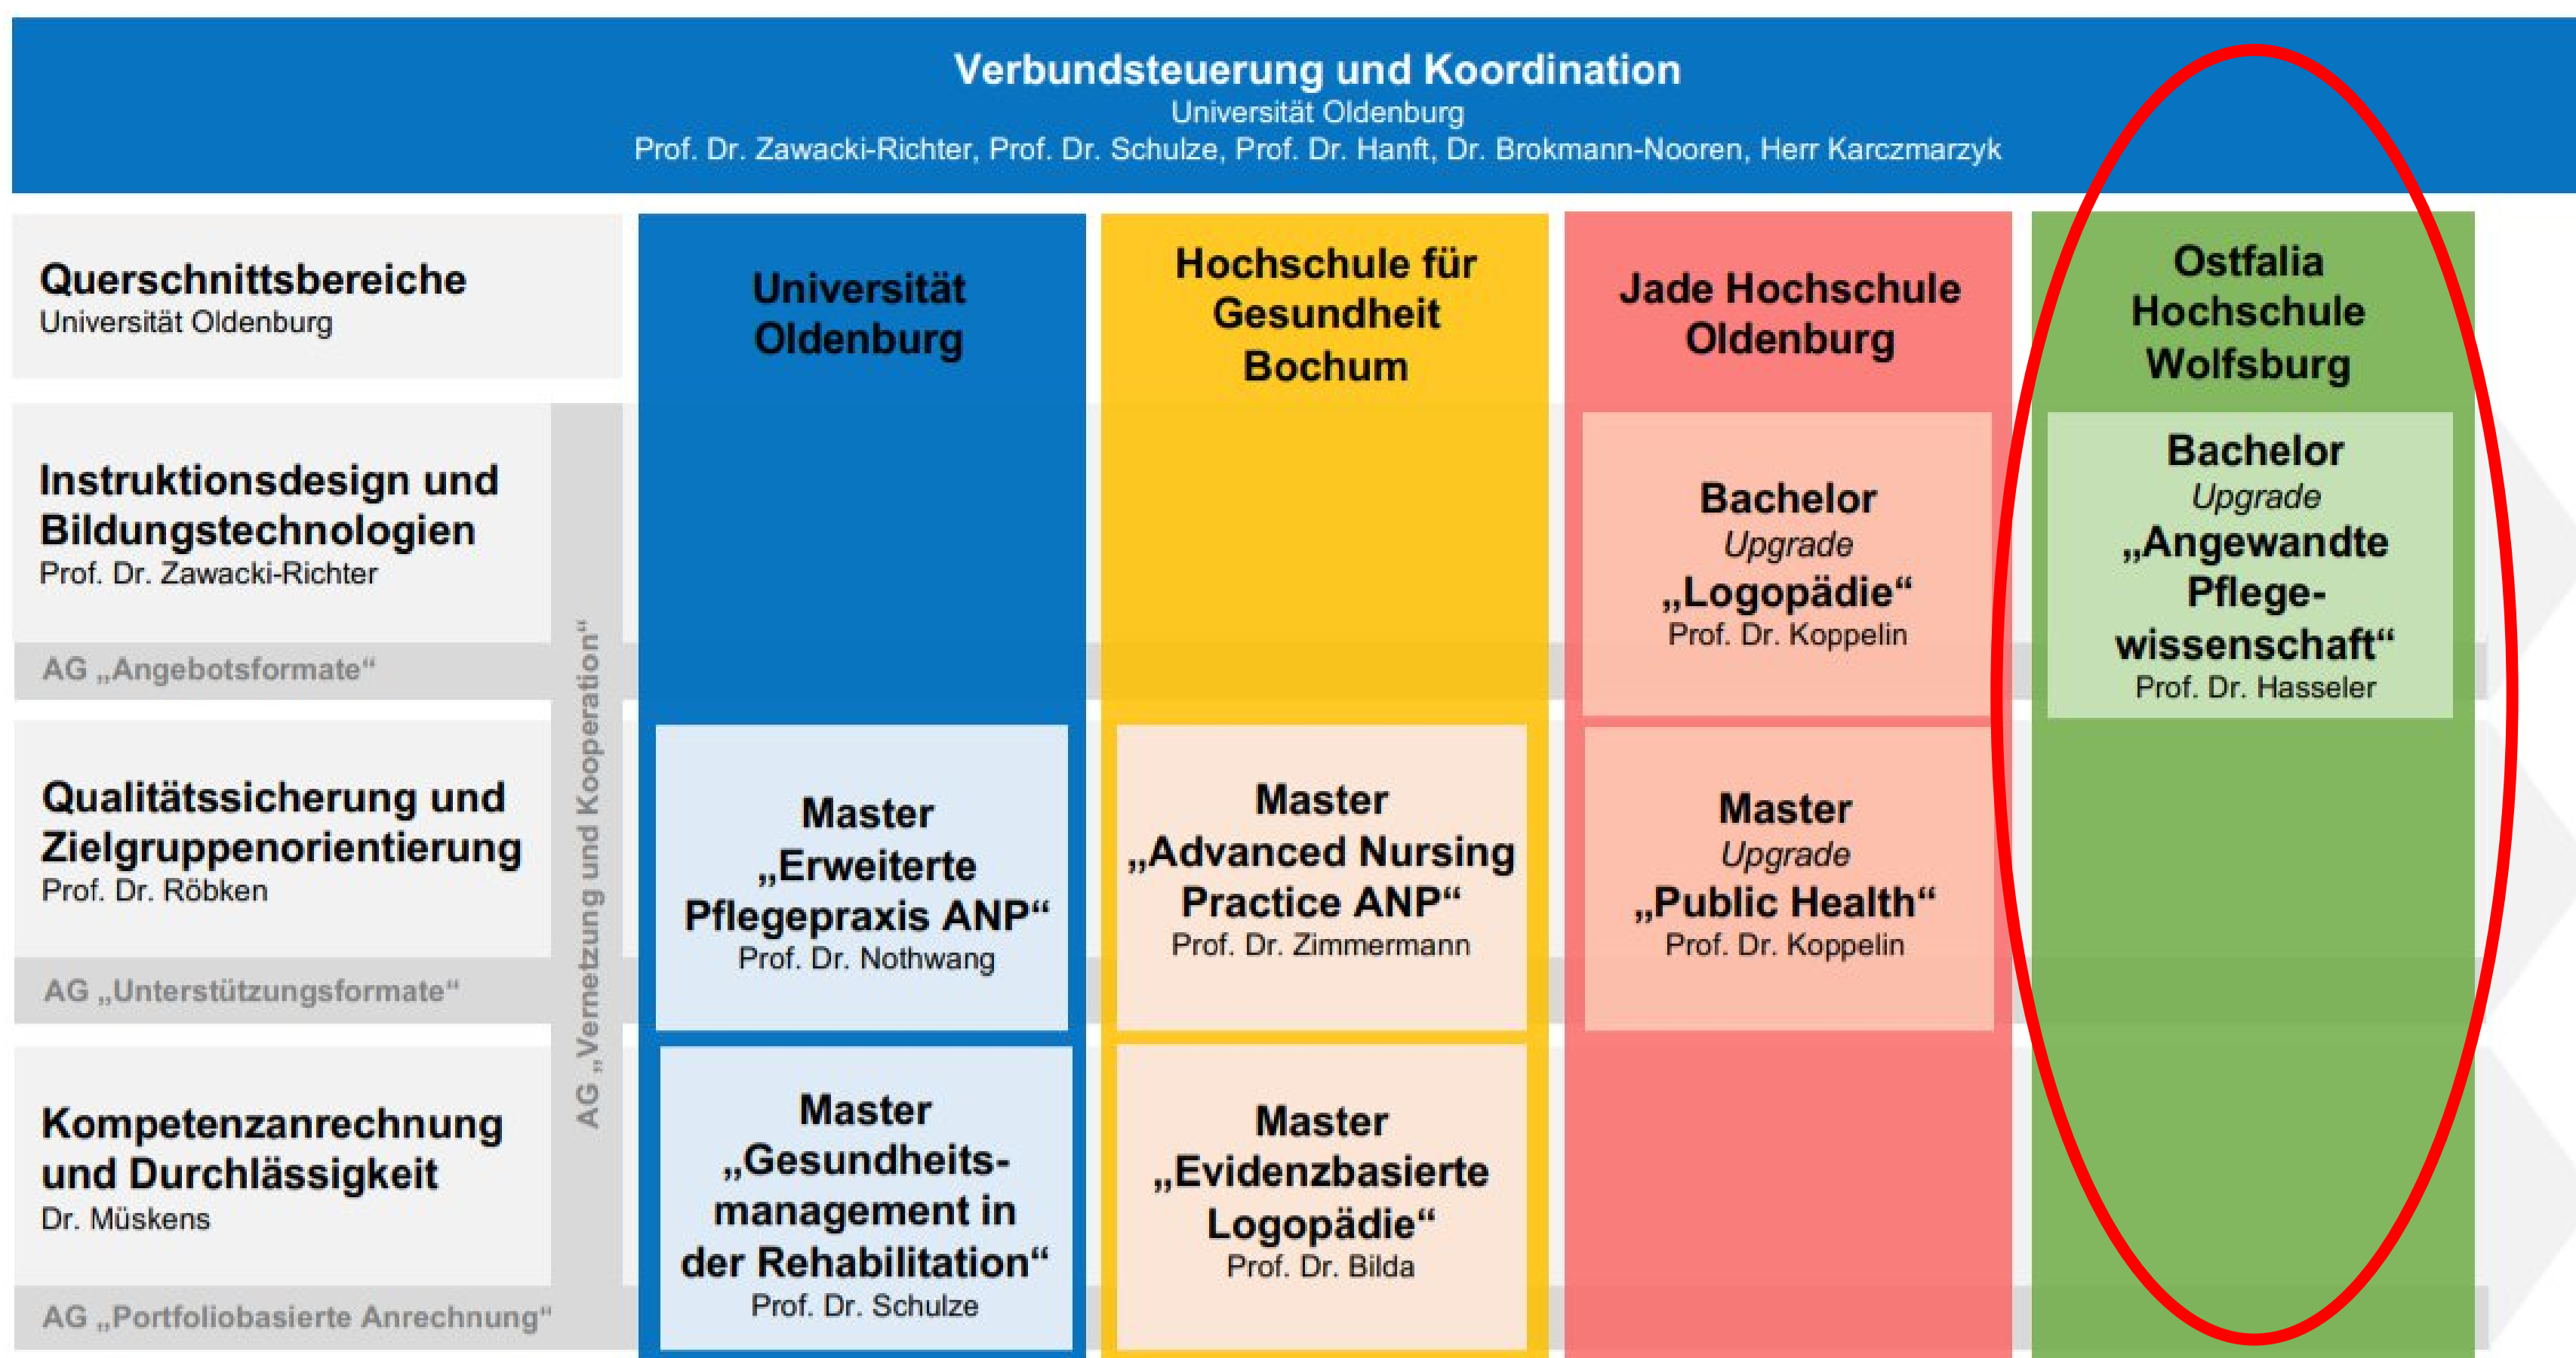 Verbundsteuerung und Koordination
Universität Oldenburg
Prof. Dr. Zawacki-Richter, Prof. Dr. Schulze, Prof. Dr. Hanft, Dr. Brokmann-Nooren, Herr Karczmarzyk
Querschnittsbereiche
Universität Oldenburg
Instruktionsdesign und
Bildungstechnologien
Prof. Dr. Zawacki-Richter
AG „Angebotsformate“
Qualitätssicherung und
Zielgruppenorientierung
Prof. Dr. Röbken
AG „Unterstützungsformate“
Kompetenzanrechnung
und Durchlässigkeit
Dr. Müskens
AG „Portfoliobasierte Anrechnung“
AG „Vernetzung und Kooperation“
Universität
Oldenburg
Master
„Erweiterte
Pflegepraxis ANP“
Prof. Dr. Nothwang
Master
„Gesundheits-
management in
der Rehabilitation“
Prof. Dr. Schulze
Hochschule für
Gesundheit
Bochum
Master
„Advanced Nursing
Practice ANP“
Prof. Dr. Zimmermann
Master
„Evidenzbasierte
Logopädie“
Prof. Dr. Bilda
Jade Hochschule
Oldenburg
Bachelor
Upgrade
„Logopädie“
Prof. Dr. Koppelin
Master
Upgrade
„Public Health“
Prof. Dr. Koppelin
Ostfalia
Hochschule
Wolfsburg
Bachelor
Upgrade
„Angewandte
Pflege-
wissenschaft“
Prof. Dr. Hasseler